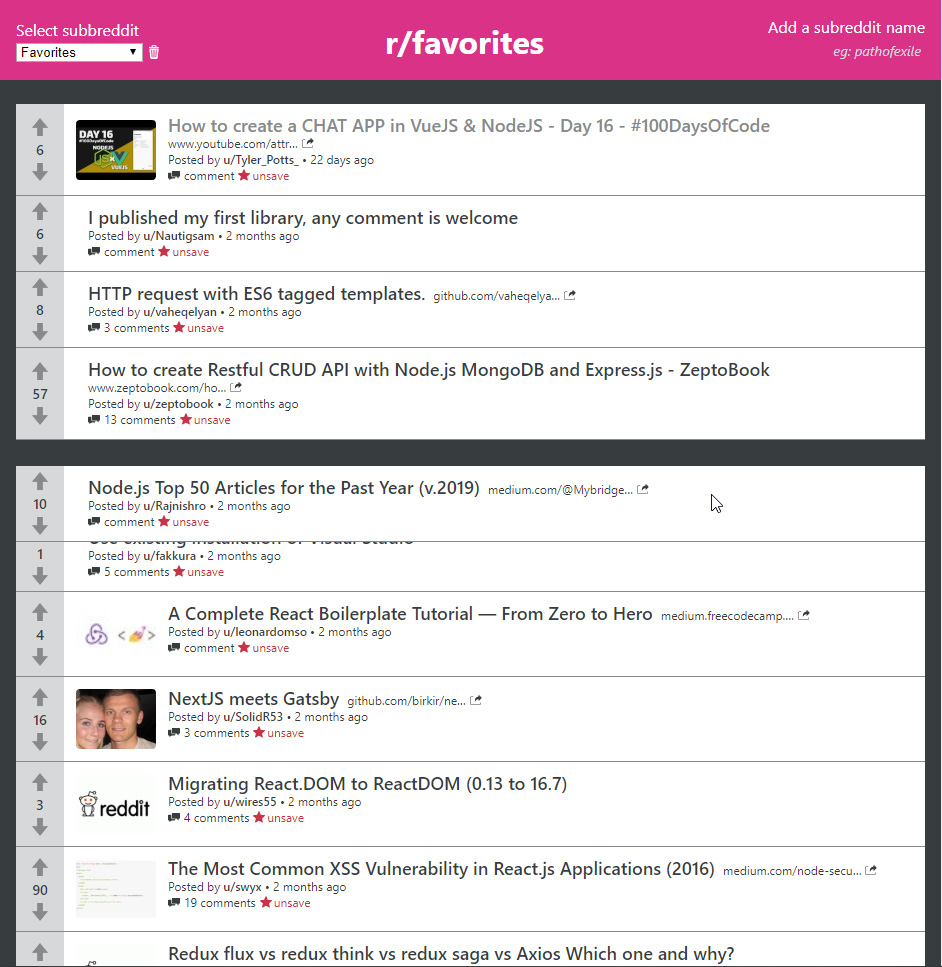 Select subbreddit
Favorites
r/favorites
Add a subreddit name
eg: pathofexile
6
DAY 16
#100DaysOfCode
NODEJS
JS
VUEJS
How to create a CHAT APP in VueJS & NodeJS - Day 16 - #100DaysOfCode
www.youtube.com/attr...
Posted by u/Tyler_Potts_ • 22 days ago
comment unsave
6
I published my first library, any comment is welcome
Posted by u/Nautigsam • 2 months ago
comment unsave
8
HTTP request with ES6 tagged templates. github.com/vaheqelya...
Posted by u/vaheqelyan • 2 months ago
3 comments unsave
57
How to create Restful CRUD API with Node.js MongoDB and Express.js - ZeptoBook
www.zeptobook.com/ho...
Posted by u/zeptobook • 2 months ago
13 comments unsave
10
Node.js Top 50 Articles for the Past Year (v.2019) medium.com/@Mybridge...
Posted by u/Rajnishro • 2 months ago
comment unsave
1
Use existing installation of Visual Studio
Posted by u/fakkura • 2 months ago
5 comments unsave
4
A Complete React Boilerplate Tutorial — From Zero to Hero medium.freecodecamp....
Posted by u/leonardomso • 2 months ago
comment unsave
16
NextJS meets Gatsby github.com/birkir/ne...
Posted by u/SolidR53 • 2 months ago
3 comments unsave
3
reddit
Migrating React.DOM to ReactDOM (0.13 to 16.7)
Posted by u/wires55 • 2 months ago
4 comments unsave
90
The Most Common XSS Vulnerability in React.js Applications (2016) medium.com/node-secu...
Posted by u/swyx • 2 months ago
19 comments unsave
Redux flux vs redux think vs redux saga vs Axios Which one and why?